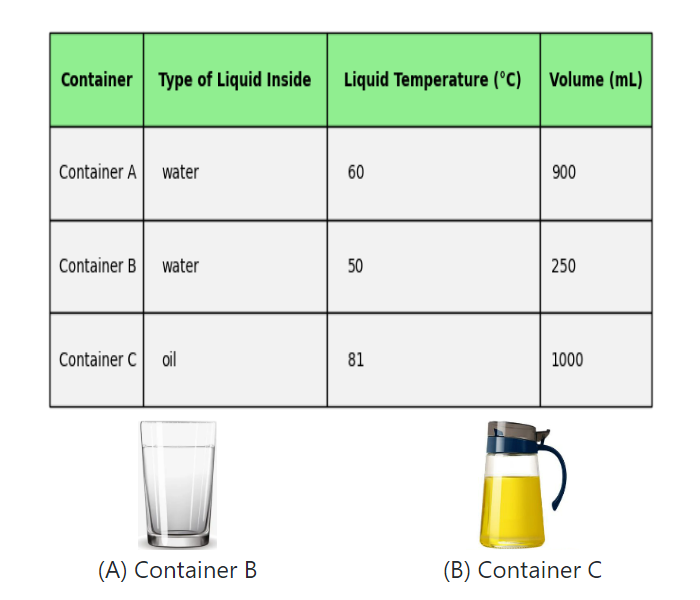 Container Type of Liquid Inside Liquid Temperature (°C) Volume (mL)
Container A water 60 900
Container B water 50 250
Container C oil 81 1000
(A) Container B (B) Container C